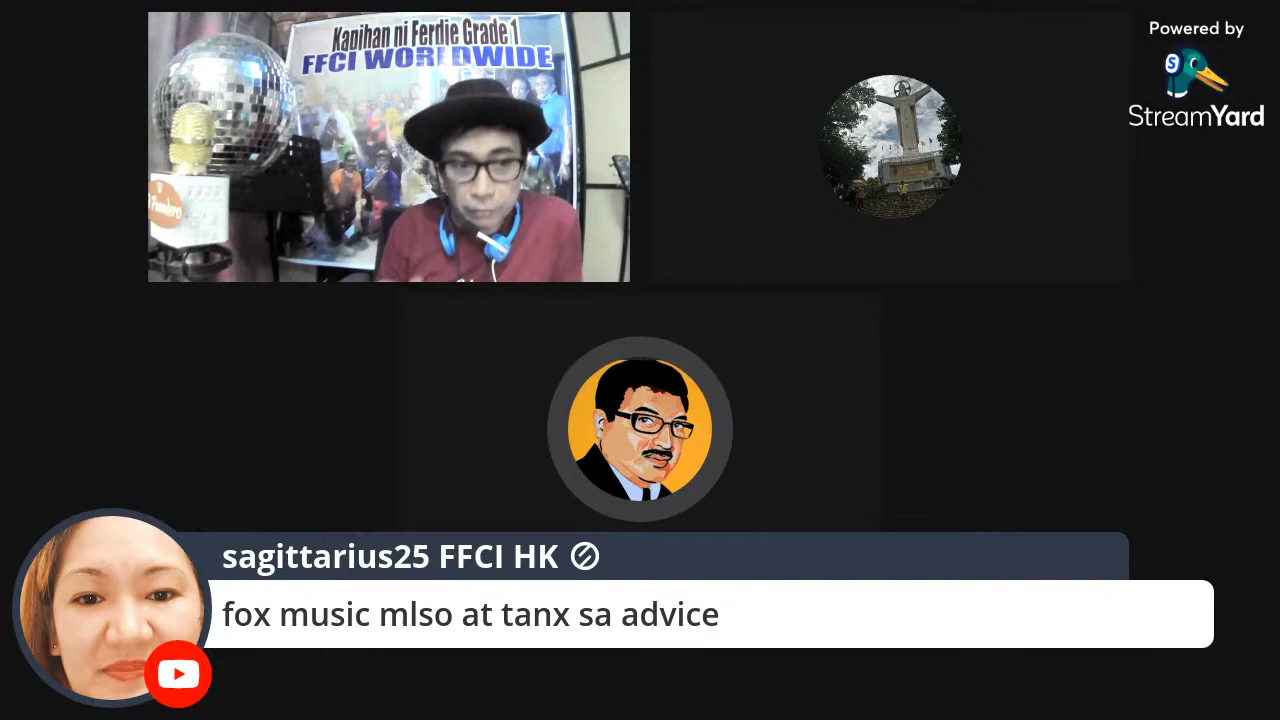 Kapihan ni Ferdie Grade 1
FFCI WORLDWIDE
Powered by
StreamYard
sagittarius25 FFCI HK
fox music mlso at tanx sa advice